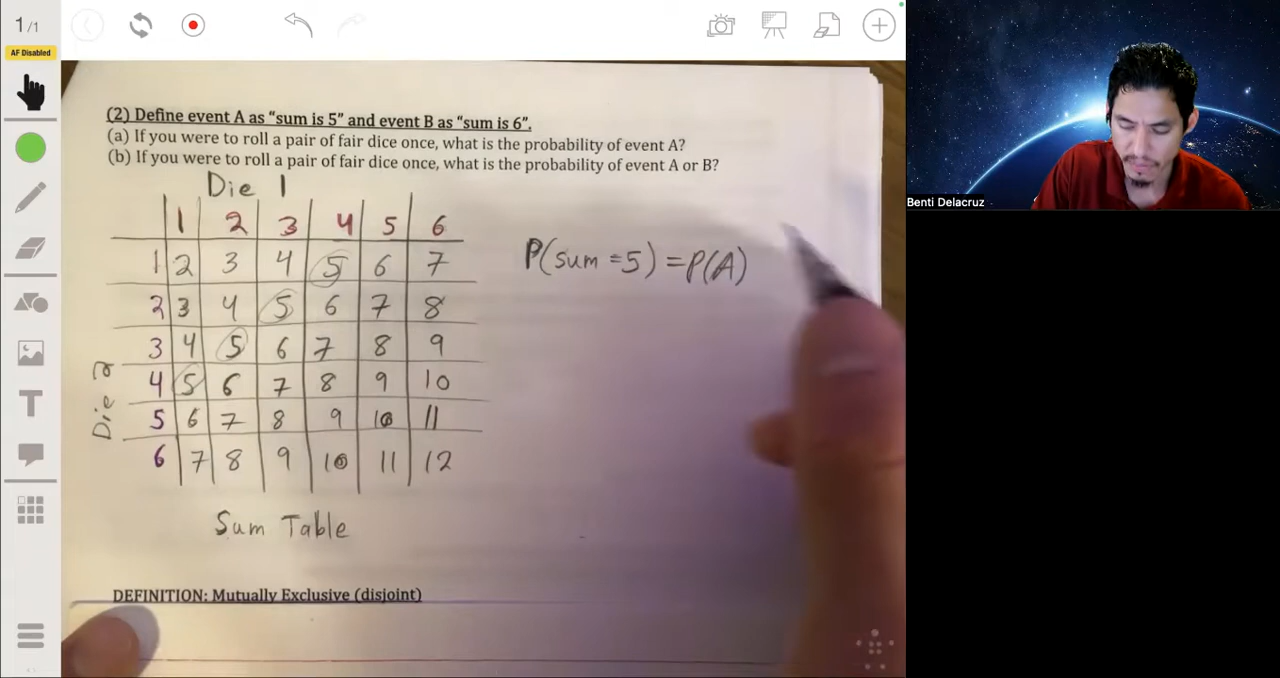 1/1
AF Disabled
(2) Define event A as “sum is 5” and event B as “sum is 6”.
(a) If you were to roll a pair of fair dice once, what is the probability of event A?
(b) If you were to roll a pair of fair dice once, what is the probability of event A or B?
Die 1
1 2 3 4 5 6
1 2 3 4 5 6 7
2 3 4 5 6 7 8
3 4 5 6 7 8 9
4 5 6 7 8 9 10
5 6 7 8 9 10 11
6 7 8 9 10 11 12
Die 2
Sum Table
P(sum = 5) = P(A)
DEFINITION: Mutually Exclusive (disjoint)
T
Benti Delacruz